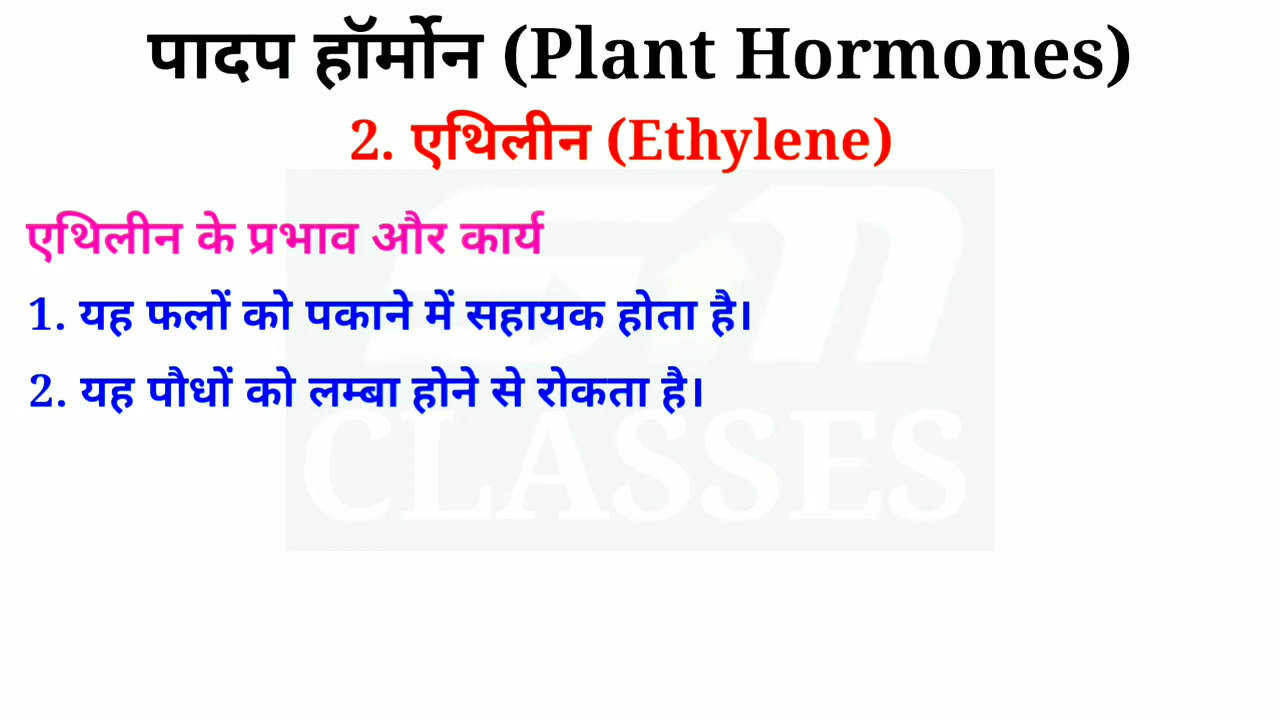 पादप हॉर्मोन (Plant Hormones)
2. एथिलीन (Ethylene)
एथिलीन के प्रभाव और कार्य
1. यह फलों को पकाने में सहायक होता है।
2. यह पौधों को लम्बा होने से रोकता है।
Sn
CLASSES